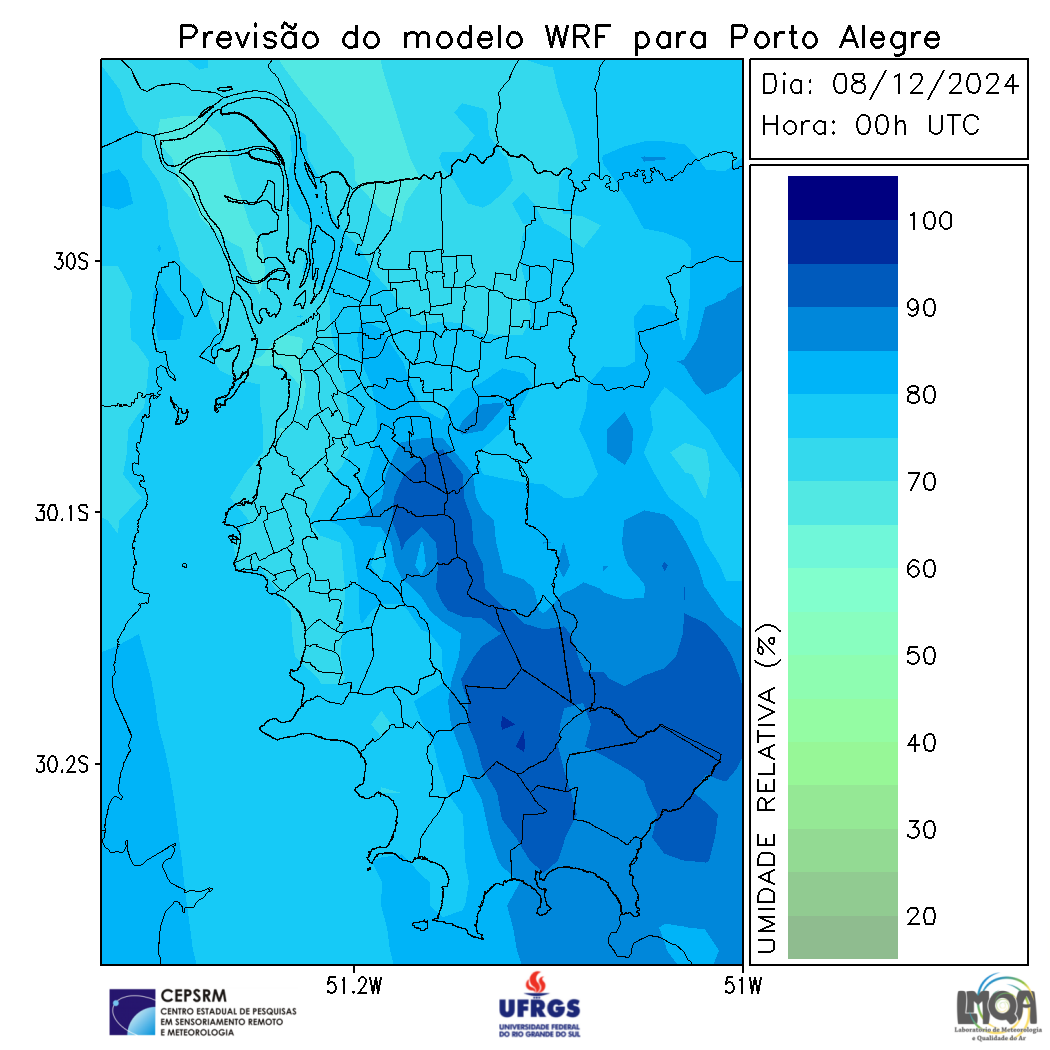 Previsão do modelo WRF para Porto Alegre
Dia: 08/12/2024
Hora: 00h UTC
30S
30.1S
30.2S
51.2W
51W
UMIDADE RELATIVA (%)
100
90
80
70
60
50
40
30
20
CEPSRM
CENTRO ESTADUAL DE PESQUISAS
EM SENSORIAMENTO REMOTO
E METEOROLOGIA
UFRGS
UNIVERSIDADE FEDERAL
DO RIO GRANDE DO SUL
LMQA
Laboratório de Meteorologia
e Qualidade do Ar